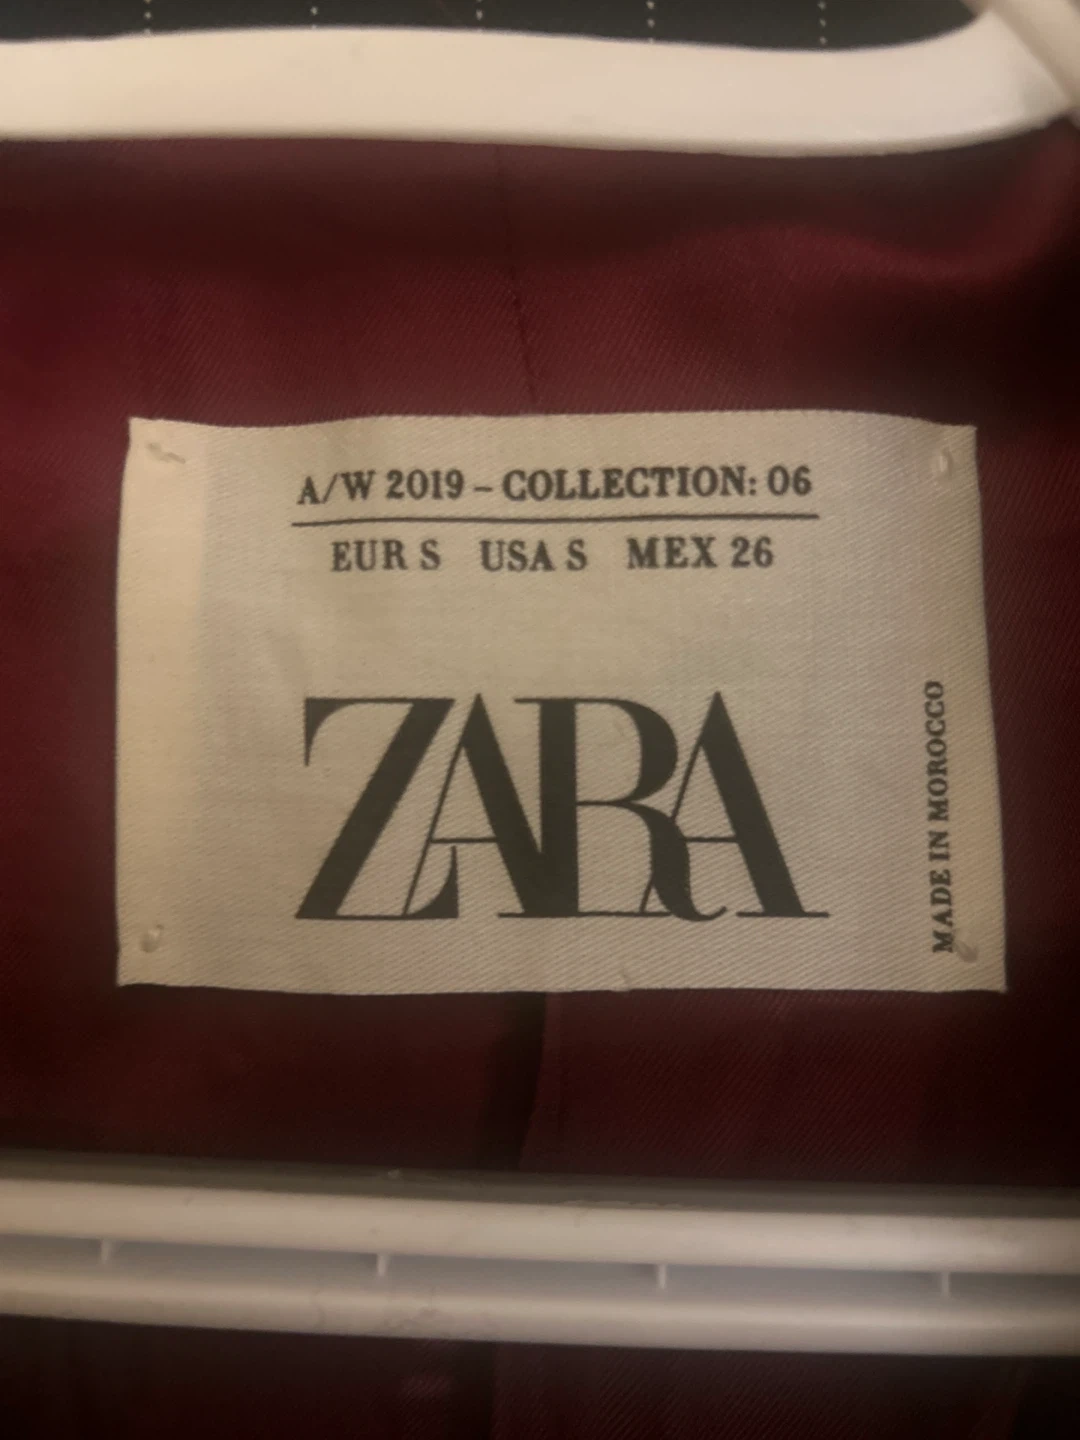 A/W 2019 – COLLECTION: 06
EUR S USA S MEX 26
ZARA
MADE IN MOROCCO